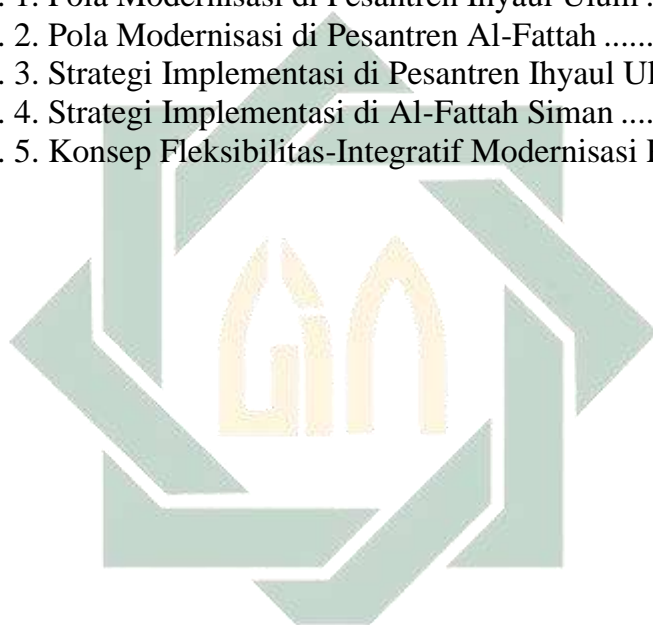 . 1. Pola Modernisasi di Pesantren Ihyaul Ulum .
. 2. Pola Modernisasi di Pesantren Al-Fattah ......
. 3. Strategi Implementasi di Pesantren Ihyaul
. 4. Strategi Implementasi di Al-Fattah Siman ....
. 5. Konsep Fleksibilitas-Integratif Modernisasi
uin